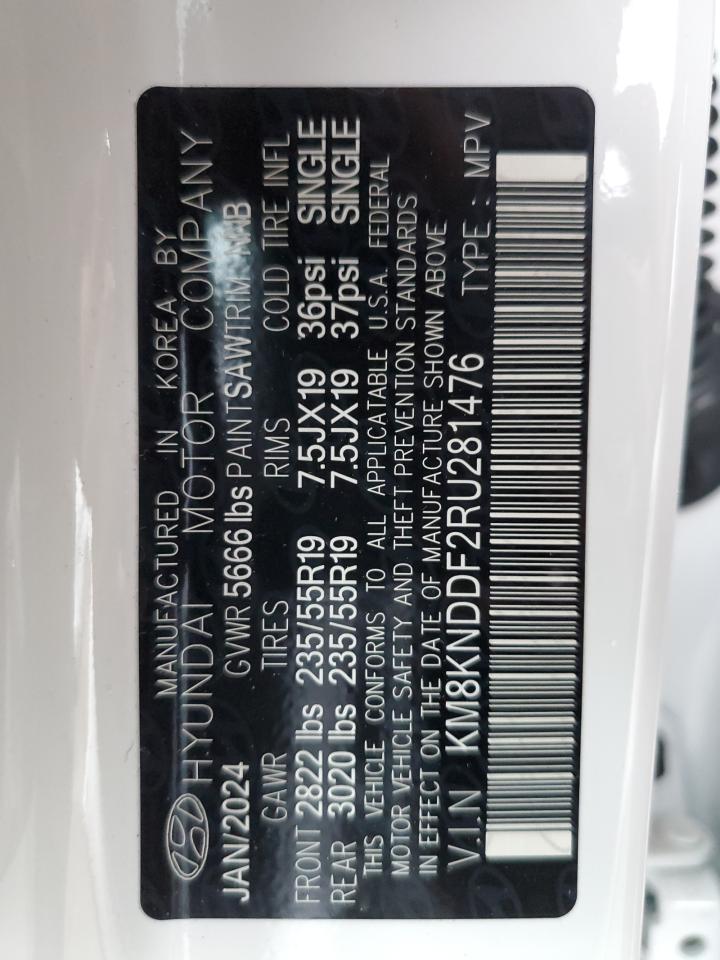 MANUFACTURED IN KOREA BY
HYUNDAI MOTOR COMPANY
JAN/2024 GVWR 5666 lbs PAINT SAW TRIM NNB
GAWR TIRES RIMS COLD TIRE INFL
FRONT 2822 lbs 235/55R19 7.5JX19 36psi SINGLE
REAR 3020 lbs 235/55R19 7.5JX19 37psi SINGLE
THIS VEHICLE CONFORMS TO ALL APPLICATABLE U.S.A. FEDERAL
MOTOR VEHICLE SAFETY AND THEFT PREVENTION STANDARDS
IN EFFECT ON THE DATE OF MANUFACTURE SHOWN ABOVE
V.I.N KM8KNDDF2RU281476 TYPE : MPV